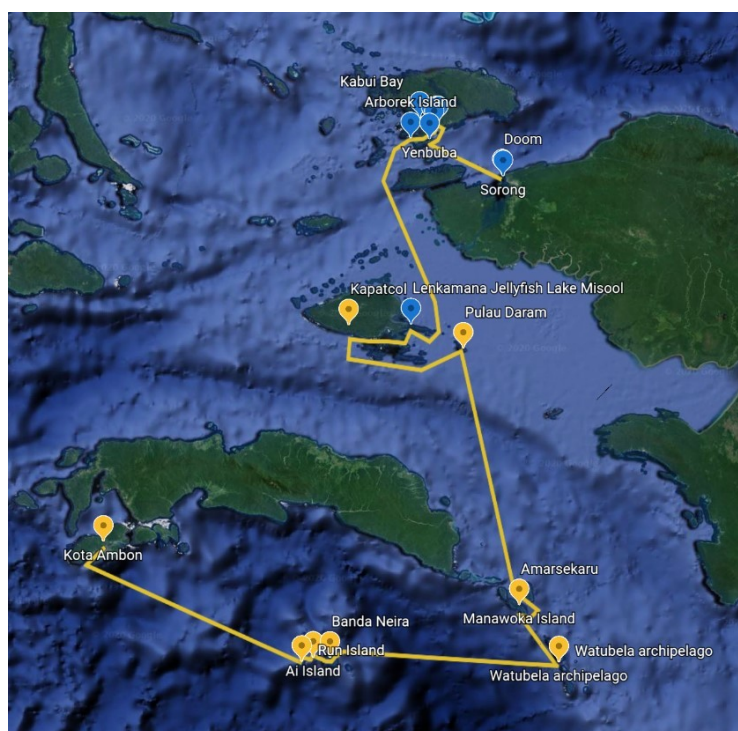 Kabui Bay
Arborek Island
Yenbuba
Doom
Sorong
Kapatcol
Lenkamana Jellyfish Lake Misool
Pulau Daram
Kota Ambon
Amarsekaru
Manawoka Island
Banda Neira
Run Island
Ai Island
Watubela archipelago
Watubela archipelago